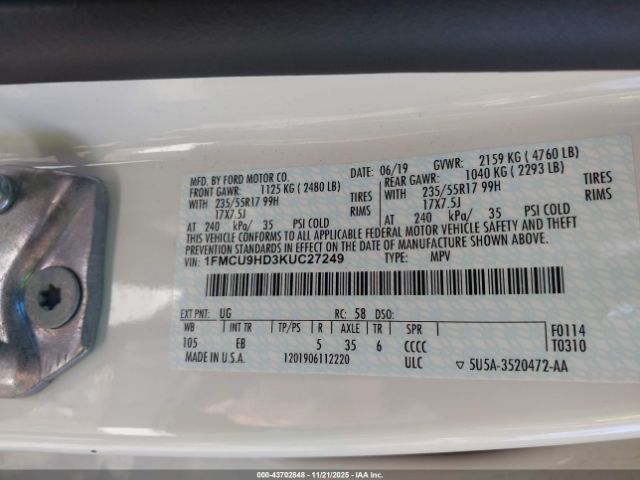 MFD. BY FORD MOTOR CO. DATE: 06/19 GVWR: 2159 KG ( 4760 LB)
FRONT GAWR: 1125 KG ( 2480 LB) REAR GAWR: 1040 KG ( 2293 LB)
WITH 235/55R17 99H TIRES WITH 235/55R17 99H TIRES
17X7.5J RIMS 17X7.5J RIMS
AT 240 kPa/ 35 PSI COLD AT 240 kPa/ 35 PSI COLD
THIS VEHICLE CONFORMS TO ALL APPLICABLE FEDERAL MOTOR VEHICLE SAFETY AND THEFT
PREVENTION STANDARDS IN EFFECT ON THE DATE OF MANUFACTURE SHOWN ABOVE.
VIN: 1FMCU9HD3KUC27249 TYPE: MPV
EXT PNT: UG RC: 58 DSO:
WB INT TR TP/PS R AXLE TR SPR F0114
105 EB 5 35 6 CCCC T0310
MADE IN U.S.A. 1201906112220 ULC 5U5A-3520472-AA
000-43702848 - 11/21/2025 - IAAI.CA